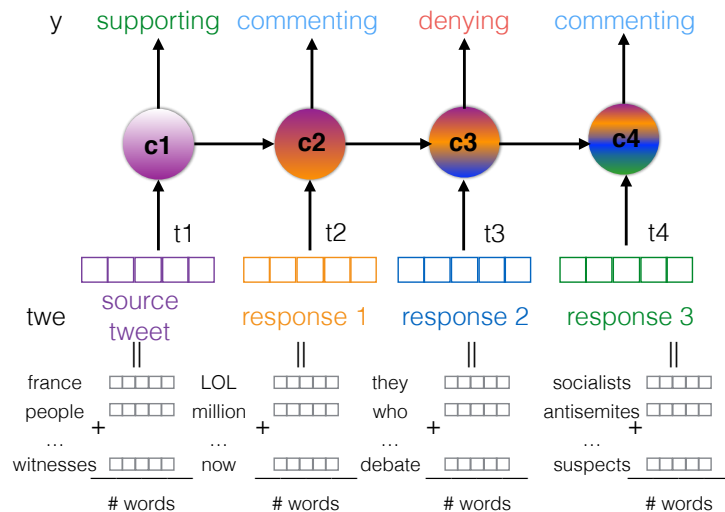 y supporting commenting denying commenting
c1 c2 c3 c4
t1 t2 t3 t4
twe source tweet response 1 response 2 response 3
|| || || ||
france LOL they socialists
people million who antisemites
+ + + +
... ... ... ...
witnesses now debate suspects
# words # words # words # words